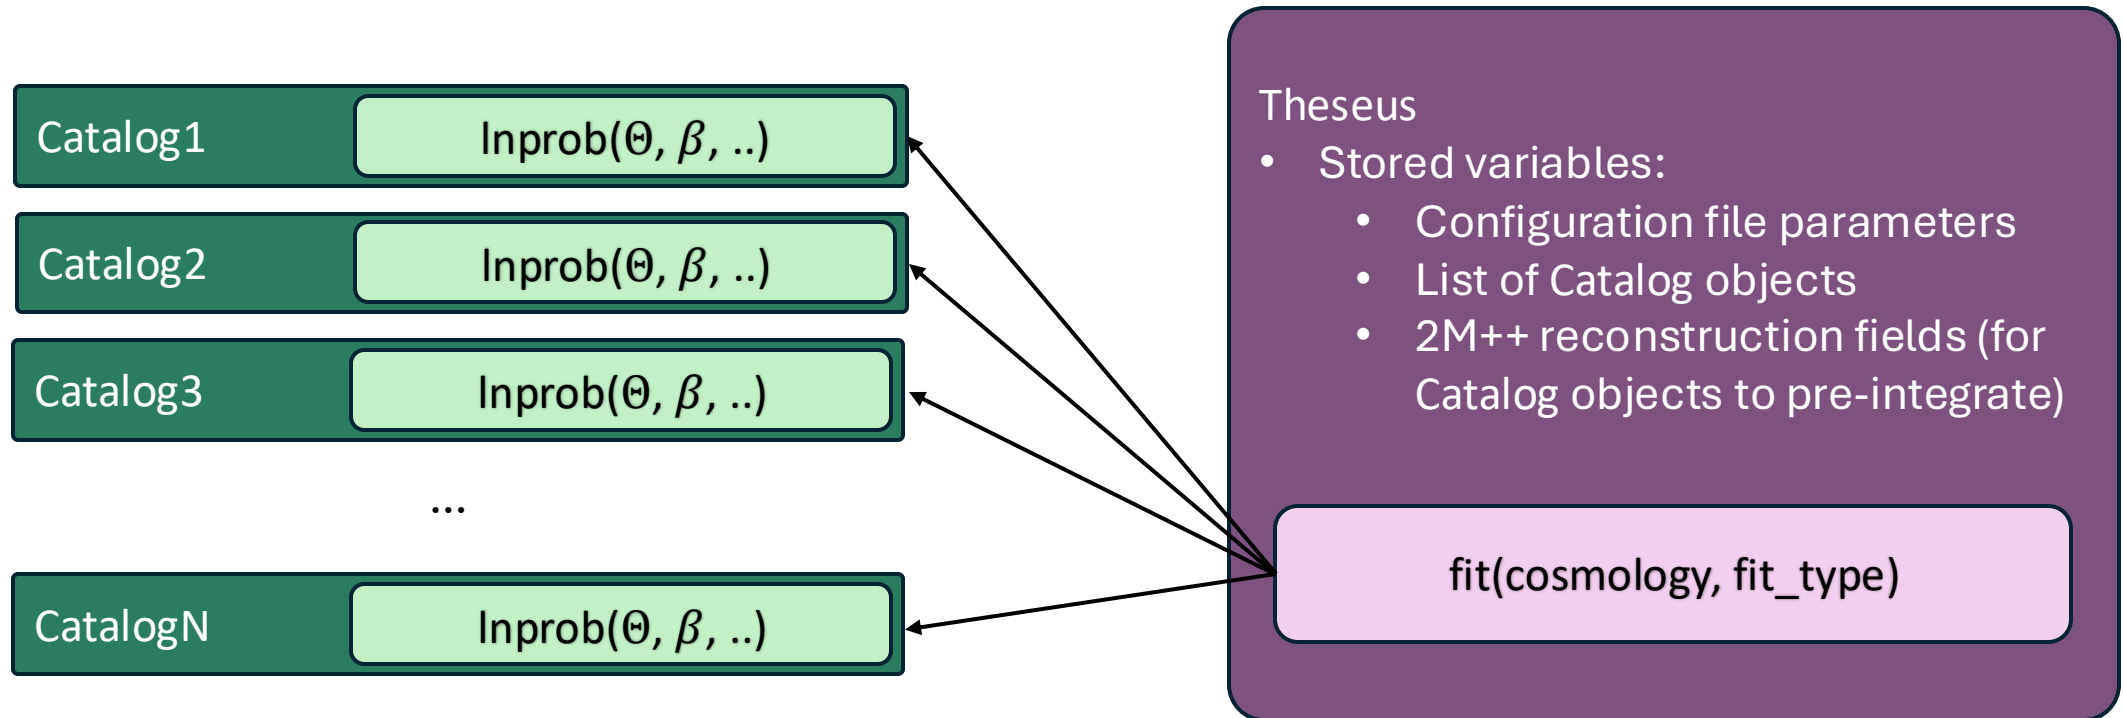 Catalog1
lnprob(Θ, β, ..)
Catalog2
lnprob(Θ, β, ..)
Catalog3
lnprob(Θ, β, ..)
...
CatalogN
lnprob(Θ, β, ..)
Theseus
• Stored variables:
• Configuration file parameters
• List of Catalog objects
• 2M++ reconstruction fields (for
Catalog objects to pre-integrate)
fit(cosmology, fit_type)